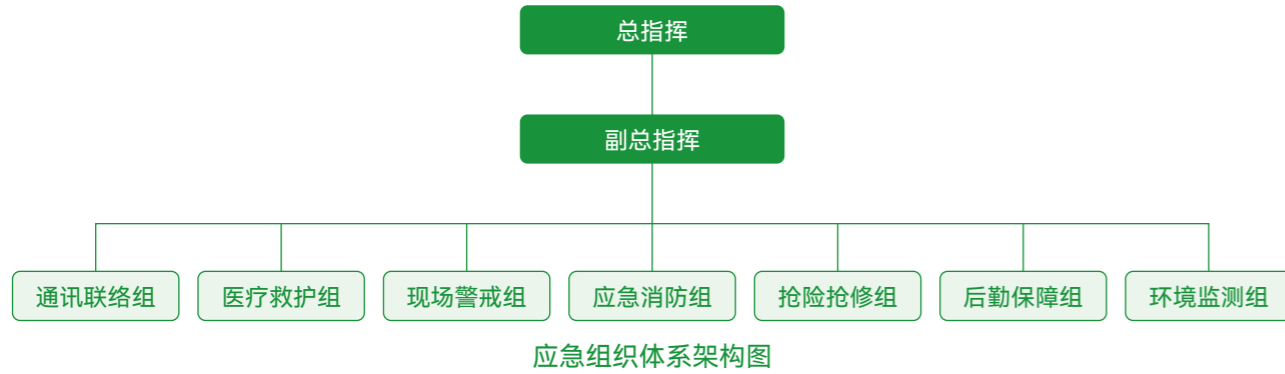 总指挥
副总指挥
通讯联络组
医疗救护组
现场警戒组
应急消防组
抢险抢修组
后勤保障组
环境监测组
应急组织体系架构图